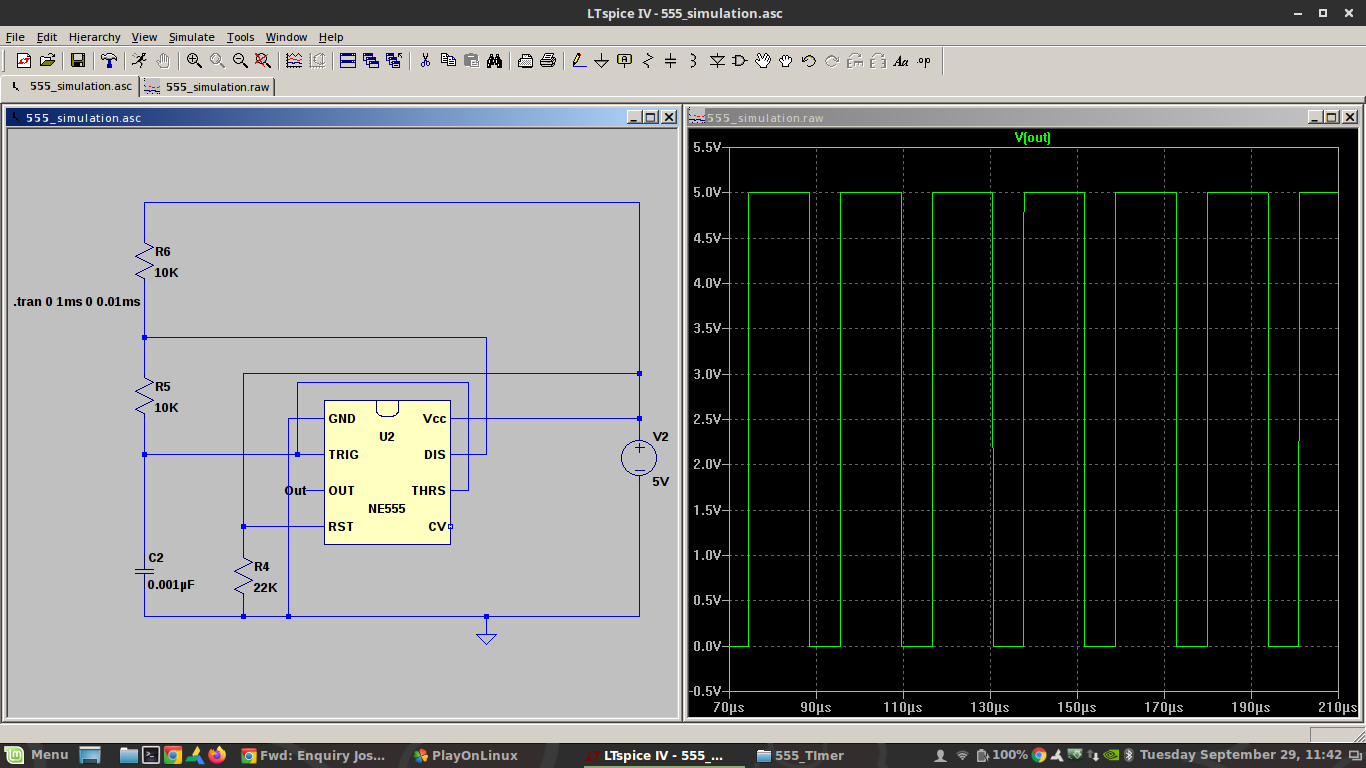 LTspice IV - 555_simulation.asc
File Edit Hierarchy View Simulate Tools Window Help
555_simulation.asc 555_simulation.raw
555_simulation.asc
R6
10K
.tran 0 1ms 0 0.01ms
R5
10K
GND Vcc
U2
TRIG DIS
Out OUT THRS
NE555
RST CV
V2
5V
C2
0.001µF
R4
22K
555_simulation.raw
V(out)
5.5V
5.0V
4.5V
4.0V
3.5V
3.0V
2.5V
2.0V
1.5V
1.0V
0.5V
0.0V
-0.5V
70µs 90µs 110µs 130µs 150µs 170µs 190µs 210µs
Menu Fwd: Enquiry Jos... PlayOnLinux LTspice IV - 555_... 555_TImer 100% Tuesday September 29, 11:42